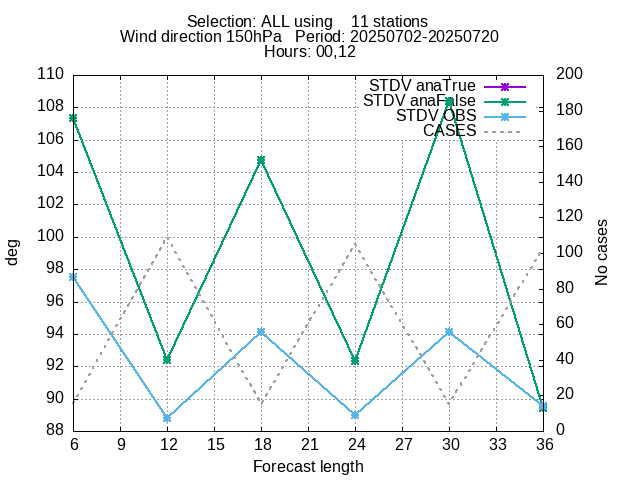 Selection: ALL using    11 stations
Wind direction 150hPa   Period: 20250702-20250720
Hours: 00,12
110 200
STDV anaTrue
108 180
STDV anaFalse
STDV OBS
106 160
CASES
104 140
102 120
100 100
98 80
96 60
94 40
92 20
90 0
88
deg
No cases
6 9 12 15 18 21 24 27 30 33 36
Forecast length